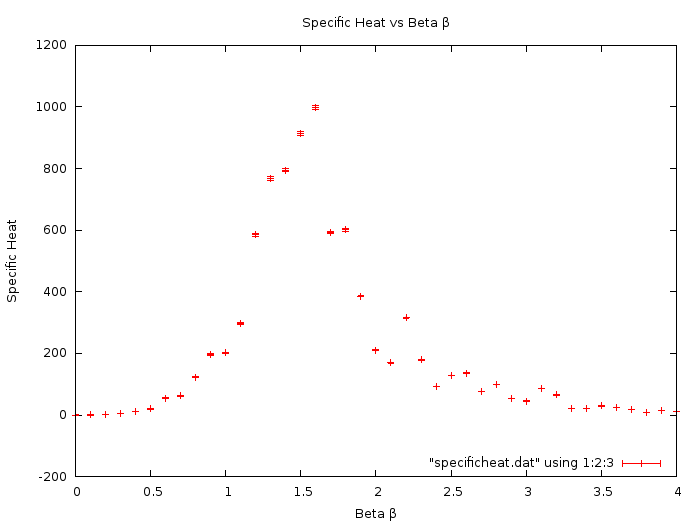 Specific Heat vs Beta β
1200
1000
800
600
400
200
0
-200
Specific Heat
"specificheat.dat" using 1:2:3
0 0.5 1 1.5 2 2.5 3 3.5 4
Beta β